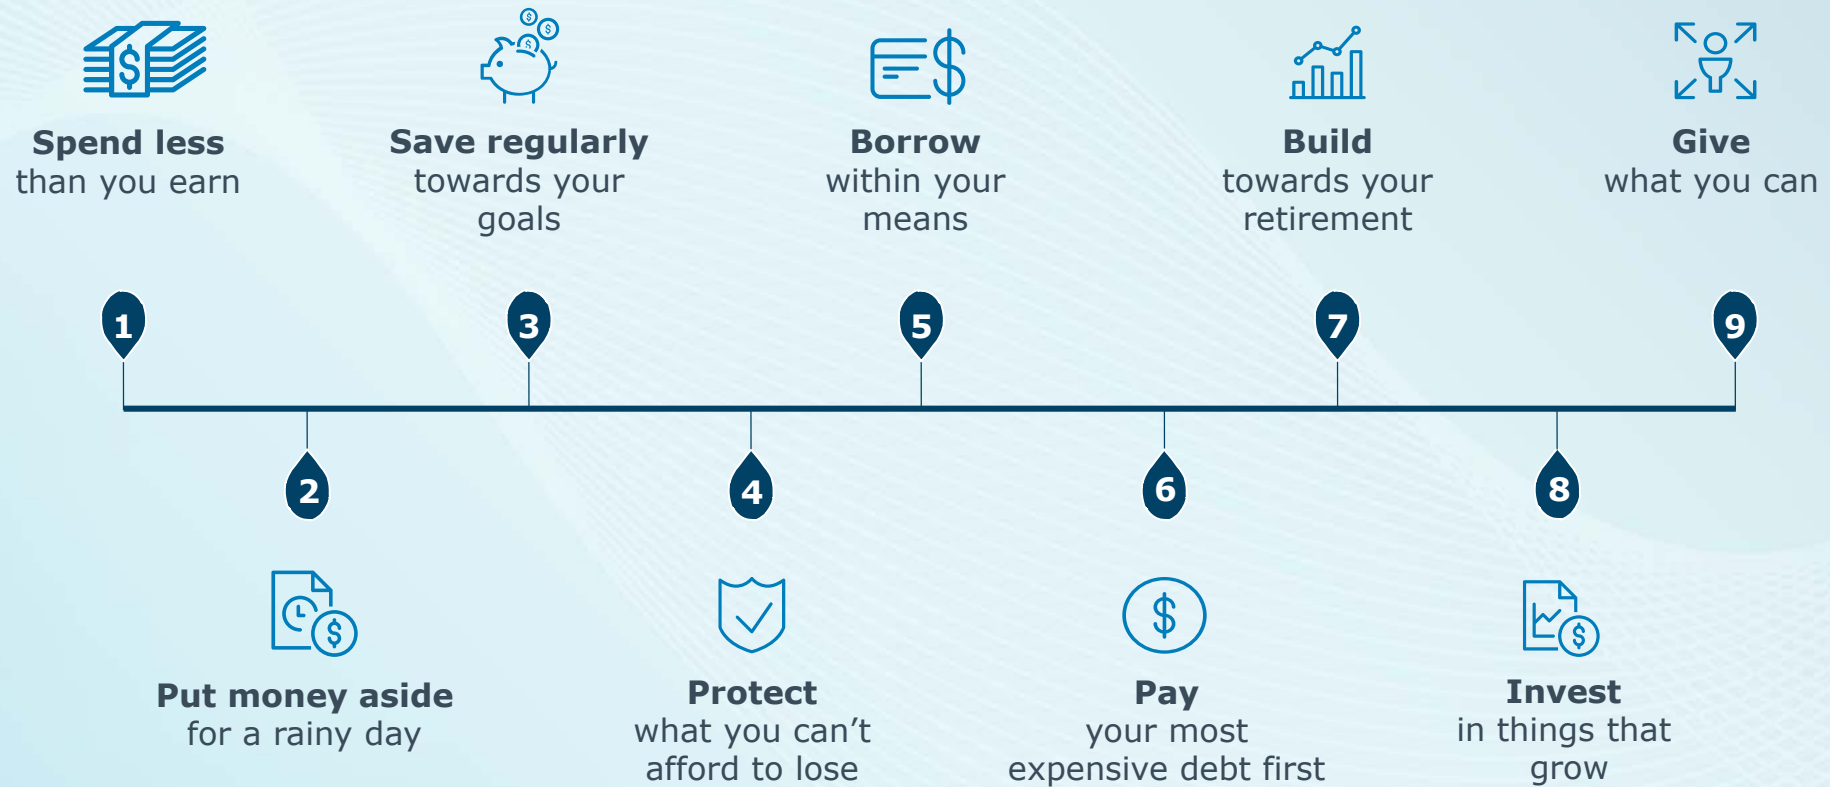 Spend less
than you earn
Save regularly
towards your
goals
Borrow
within your
means
Build
towards your
retirement
Give
what you can
1
3
5
7
9
2
4
6
8
Put money aside
for a rainy day
Protect
what you can’t
afford to lose
Pay
your most
expensive debt first
Invest
in things that
grow